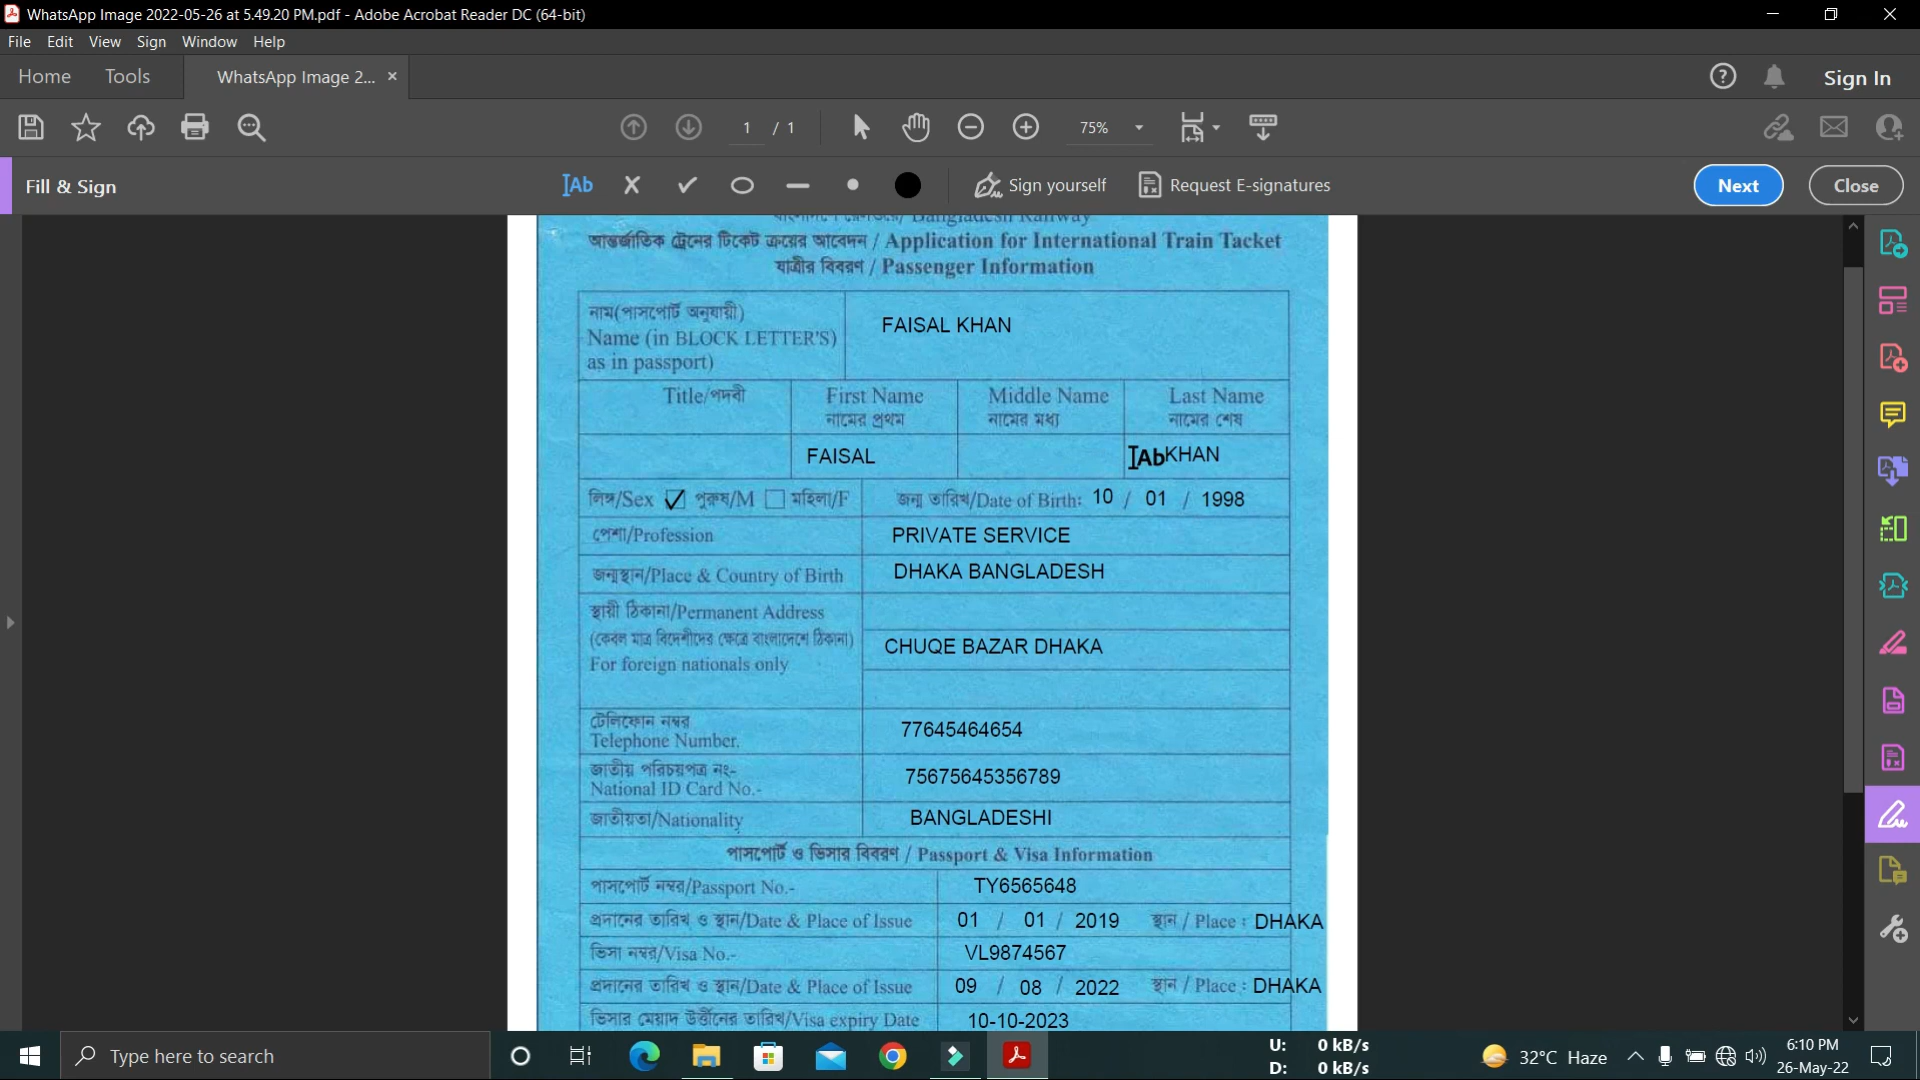 WhatsApp Image 2022-05-26 at 5.49.20 PM.pdf - Adobe Acrobat Reader DC (64-bit)
File Edit View Sign Window Help
Home Tools WhatsApp Image 2... × Sign In
1 / 1 75%
Fill & Sign Ab Sign yourself Request E-signatures Next Close
বাংলাদেশ রেলওয়ে/ Bangladesh Railway
আন্তর্জাতিক ট্রেনের টিকেট ক্রয়ের আবেদন / Application for International Train Tacket
যাত্রীর বিবরণ / Passenger Information
নাম(পাসপোর্ট অনুযায়ী)
Name (in BLOCK LETTER'S)
as in passport)
FAISAL KHAN
Title/পদবী First Name Middle Name Last Name
নামের প্রথম নামের মধ্য নামের শেষ
FAISAL Ab KHAN
লিঙ্গ/Sex পুরুষ/M মহিলা/F জন্ম তারিখ/Date of Birth: 10 / 01 / 1998
পেশা/Profession PRIVATE SERVICE
জন্মস্থান/Place & Country of Birth DHAKA BANGLADESH
স্থায়ী ঠিকানা/Permanent Address
(কেবল মাত্র বিদেশীদের ক্ষেত্রে বাংলাদেশে ঠিকানা) CHUQE BAZAR DHAKA
For foreign nationals only
টেলিফোন নম্বর
Telephone Number. 77645464654
জাতীয় পরিচয়পত্র নং-
National ID Card No.- 75675645356789
জাতীয়তা/Nationality BANGLADESHI
পাসপোর্ট ও ভিসার বিবরণ / Passport & Visa Information
পাসপোর্ট নম্বর/Passport No.- TY6565648
প্রদানের তারিখ ও স্থান/Date & Place of Issue 01 / 01 / 2019 স্থান / Place : DHAKA
ভিসা নম্বর/Visa No.- VL9874567
প্রদানের তারিখ ও স্থান/Date & Place of Issue 09 / 08 / 2022 স্থান / Place : DHAKA
ভিসার মেয়াদ উর্ত্তীনের তারিখ/Visa expiry Date 10-10-2023
Type here to search
U: 0 kB/s
D: 0 kB/s
32°C Haze
6:10 PM
26-May-22